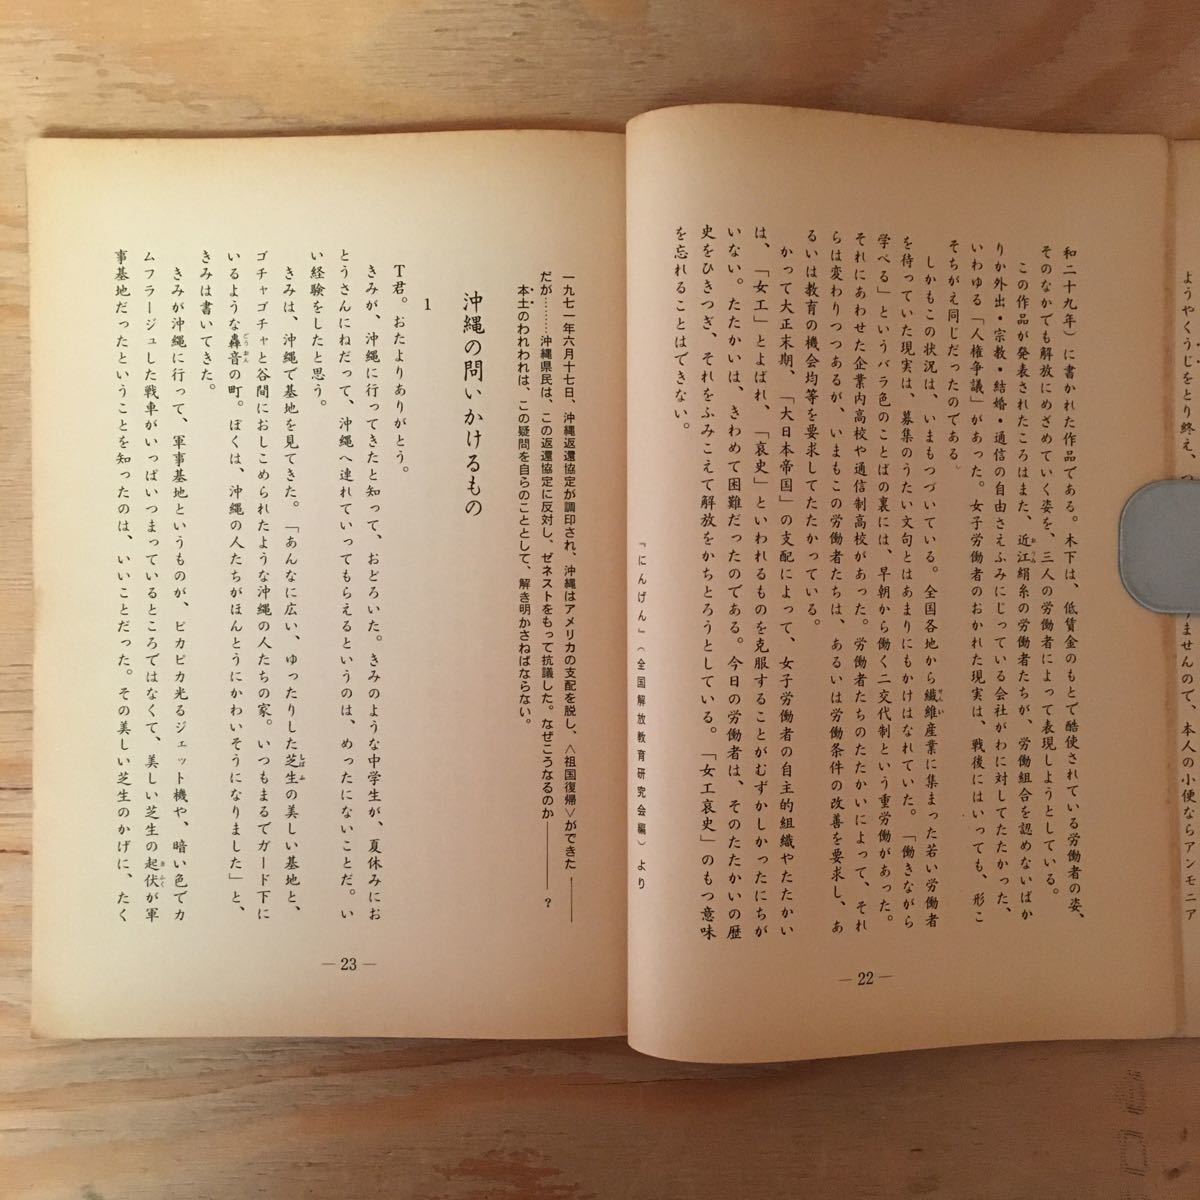 ようやくうじをとり終え、つ
ませんので、本人の小便ならアンモニア
和二十九年）に書かれた作品である。木下は、低賃金のもとで酷使されている労働者の姿、
そのなかでも解放にめざめていく姿を、三人の労働者によって表現しようとしている。
この作品が発表されたころはまた、近江絹糸の労働者たちが、労働組合を認めないばか
りか外出・宗教・結婚・通信の自由さえふみにじっている会社がわに対してたたかった、
いわゆる「人権争議」があった。女子労働者のおかれた現実は、戦後にはいっても、形こ
そちがえ同じだったのである。
しかもこの状況は、いまもつづいている。全国各地から繊維産業に集まった若い労働者
を待っていた現実は、募集のうたい文句とはあまりにもかけはなれていた。「働きながら
学べる」というバラ色のことばの裏には、早朝から働く二交代制という重労働があった。
それにあわせた企業内高校や通信制高校があった。労働者たちのたたかいによって、それ
らは変わりつつあるが、いまもこの労働者たちは、あるいは労働条件の改善を要求し、あ
るいは教育の機会均等を要求してたたかっている。
かって大正末期、「大日本帝国」の支配によって、女子労働者の自主的組織やたたかい
は、「女工」とよばれ、「哀史」といわれるものを克服することがむずかしかったにちが
いない。たたかいは、きわめて困難だったのである。今日の労働者は、そのたたかいの歴
史をひきつぎ、それをふみこえて解放をかちとろうとしている。「女工哀史」のもつ意味
を忘れることはできない。
『にんげん』（全国解放教育研究会編）より
— 22 —
一九七一年六月十七日、沖縄返還協定が調印され、沖縄はアメリカの支配を脱し、〈祖国復帰〉ができた――
だが………沖縄県民は、この返還協定に反対し、ゼネストをもって抗議した。なぜこうなるのか――――？
本土のわれわれは、この疑問を自らのこととして、解き明かさねばならない。
沖縄の問いかけるもの
1
T君。おたよりありがとう。
きみが、沖縄に行ってきたと知って、おどろいた。きみのような中学生が、夏休みにお
とうさんにねだって、沖縄へ連れていってもらえるというのは、めったにないことだ。い
い経験をしたと思う。
きみは、沖縄で基地を見てきた。「あんなに広い、ゆったりした芝生の美しい基地と、
ゴチャゴチャと谷間におしこめられたような沖縄の人たちの家。いつもまるでガード下に
いるような轟音の町。ぼくは、沖縄の人たちがほんとうにかわいそうになりました」と、
きみは書いてきた。
きみが沖縄に行って、軍事基地というものが、ピカピカ光るジェット機や、暗い色でカ
ムフラージュした戦車がいっぱいつまっているところではなくて、美しい芝生の起伏が軍
事基地だったということを知ったのは、いいことだった。その美しい芝生のかげに、たく
— 23 —